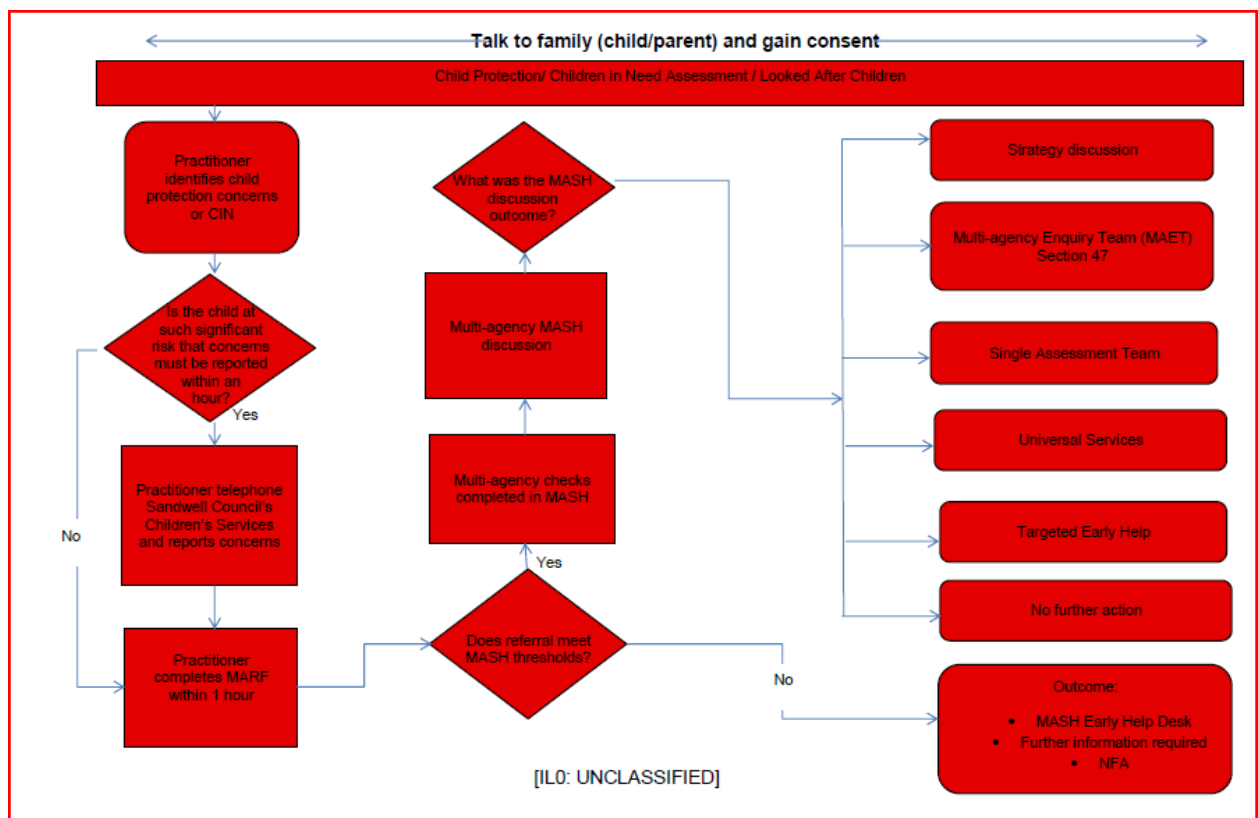 Talk to family (child/parent) and gain consent
Child Protection/ Children in Need Assessment / Looked After Children
Practitioner
identifies child
protection concerns
or CIN
Is the child at
such significant
risk that concerns
must be reported
within an
hour?
Yes
No
Practitioner telephone
Sandwell Council's
Children's Services
and reports concerns
Practitioner
completes MARF
within 1 hour
Does referral meet
MASH thresholds?
Yes
No
Multi-agency checks
completed in MASH
Multi-agency MASH
discussion
What was the MASH
discussion
outcome?
Strategy discussion
Multi-agency Enquiry Team (MAET)
Section 47
Single Assessment Team
Universal Services
Targeted Early Help
No further action
Outcome:
• MASH Early Help Desk
• Further information required
• NFA
[IL0: UNCLASSIFIED]